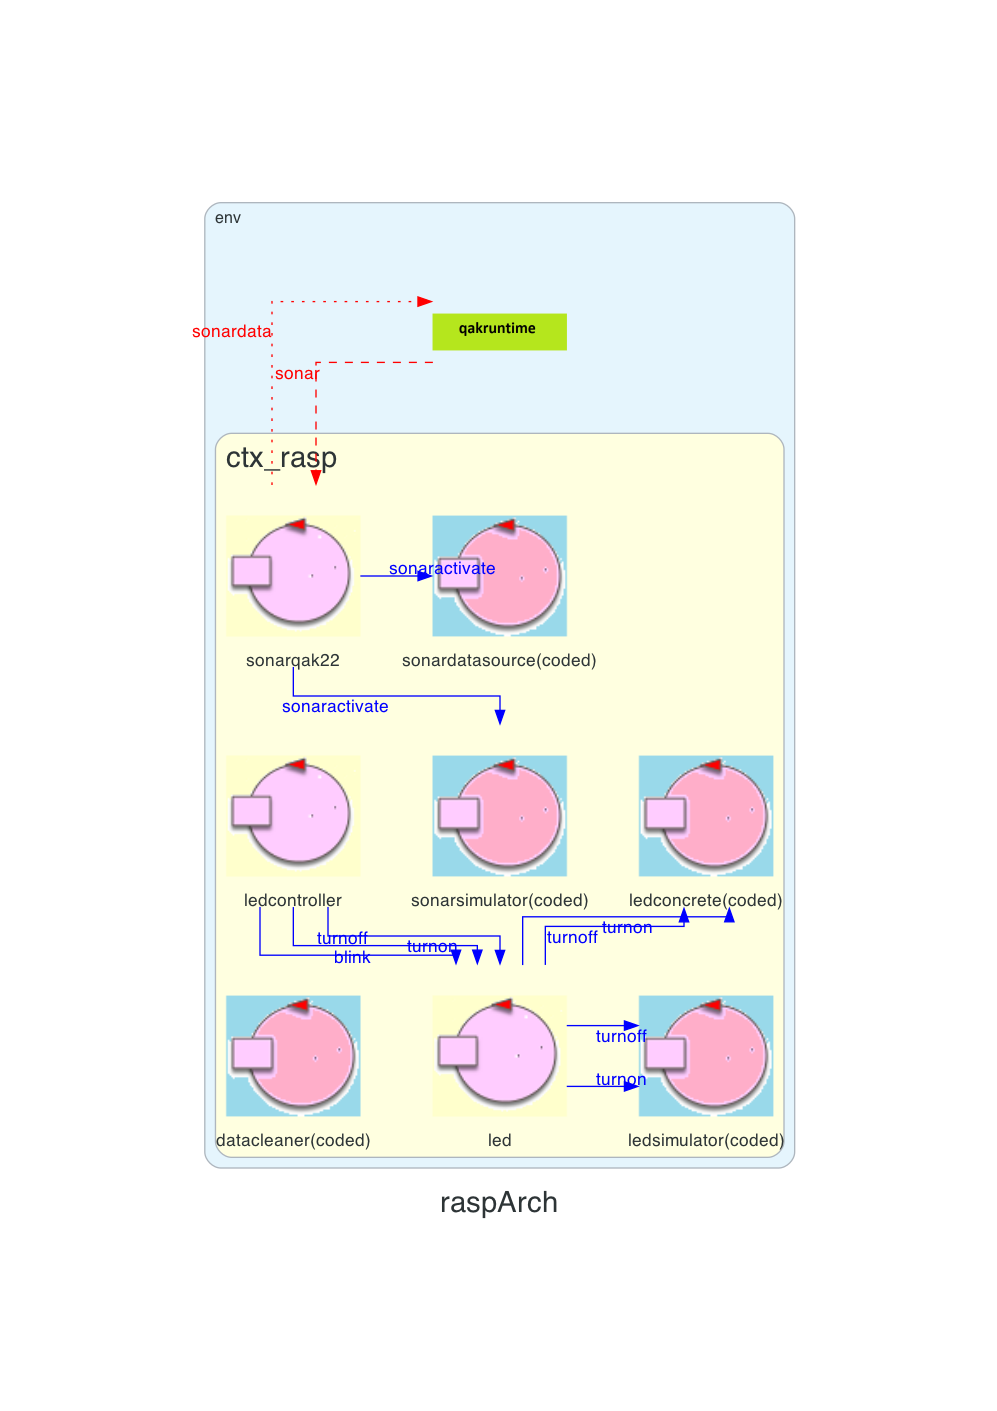 env
qakruntime
sonardata
sonar
ctx_rasp
sonaractivate
sonarqak22
sonardatasource(coded)
sonaractivate
ledcontroller
sonarsimulator(coded)
ledconcrete(coded)
turnoff
turnon
blink
turnoff
turnon
turnoff
turnon
datacleaner(coded)
led
ledsimulator(coded)
raspArch